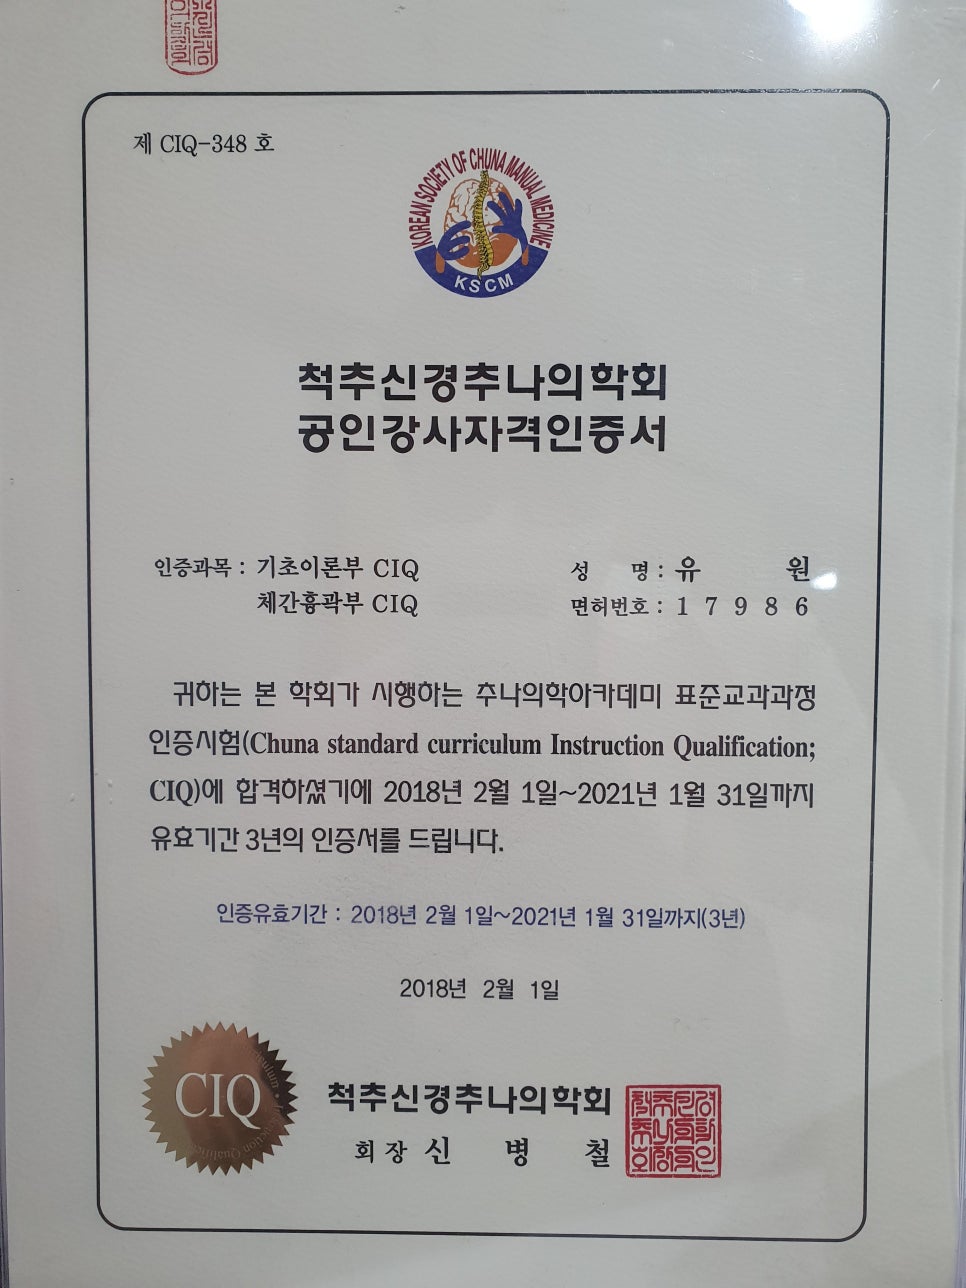 제 CIQ-348 호
KOREAN SOCIETY OF CHUNA MANUAL MEDICINE
KSCM
척추신경추나의학회
공인강사자격인증서
인증과목 : 기초이론부 CIQ
체간흉곽부 CIQ
성 명 : 유 원
면허번호 : 1 7 9 8 6
귀하는 본 학회가 시행하는 추나의학아카데미 표준교과과정
인증시험(Chuna standard curriculum Instruction Qualification;
CIQ)에 합격하셨기에 2018년 2월 1일~2021년 1월 31일까지
유효기간 3년의 인증서를 드립니다.
인증유효기간 : 2018년 2월 1일~2021년 1월 31일까지(3년)
2018년 2월 1일
CIQ
척추신경추나의학회
회장 신 병 철